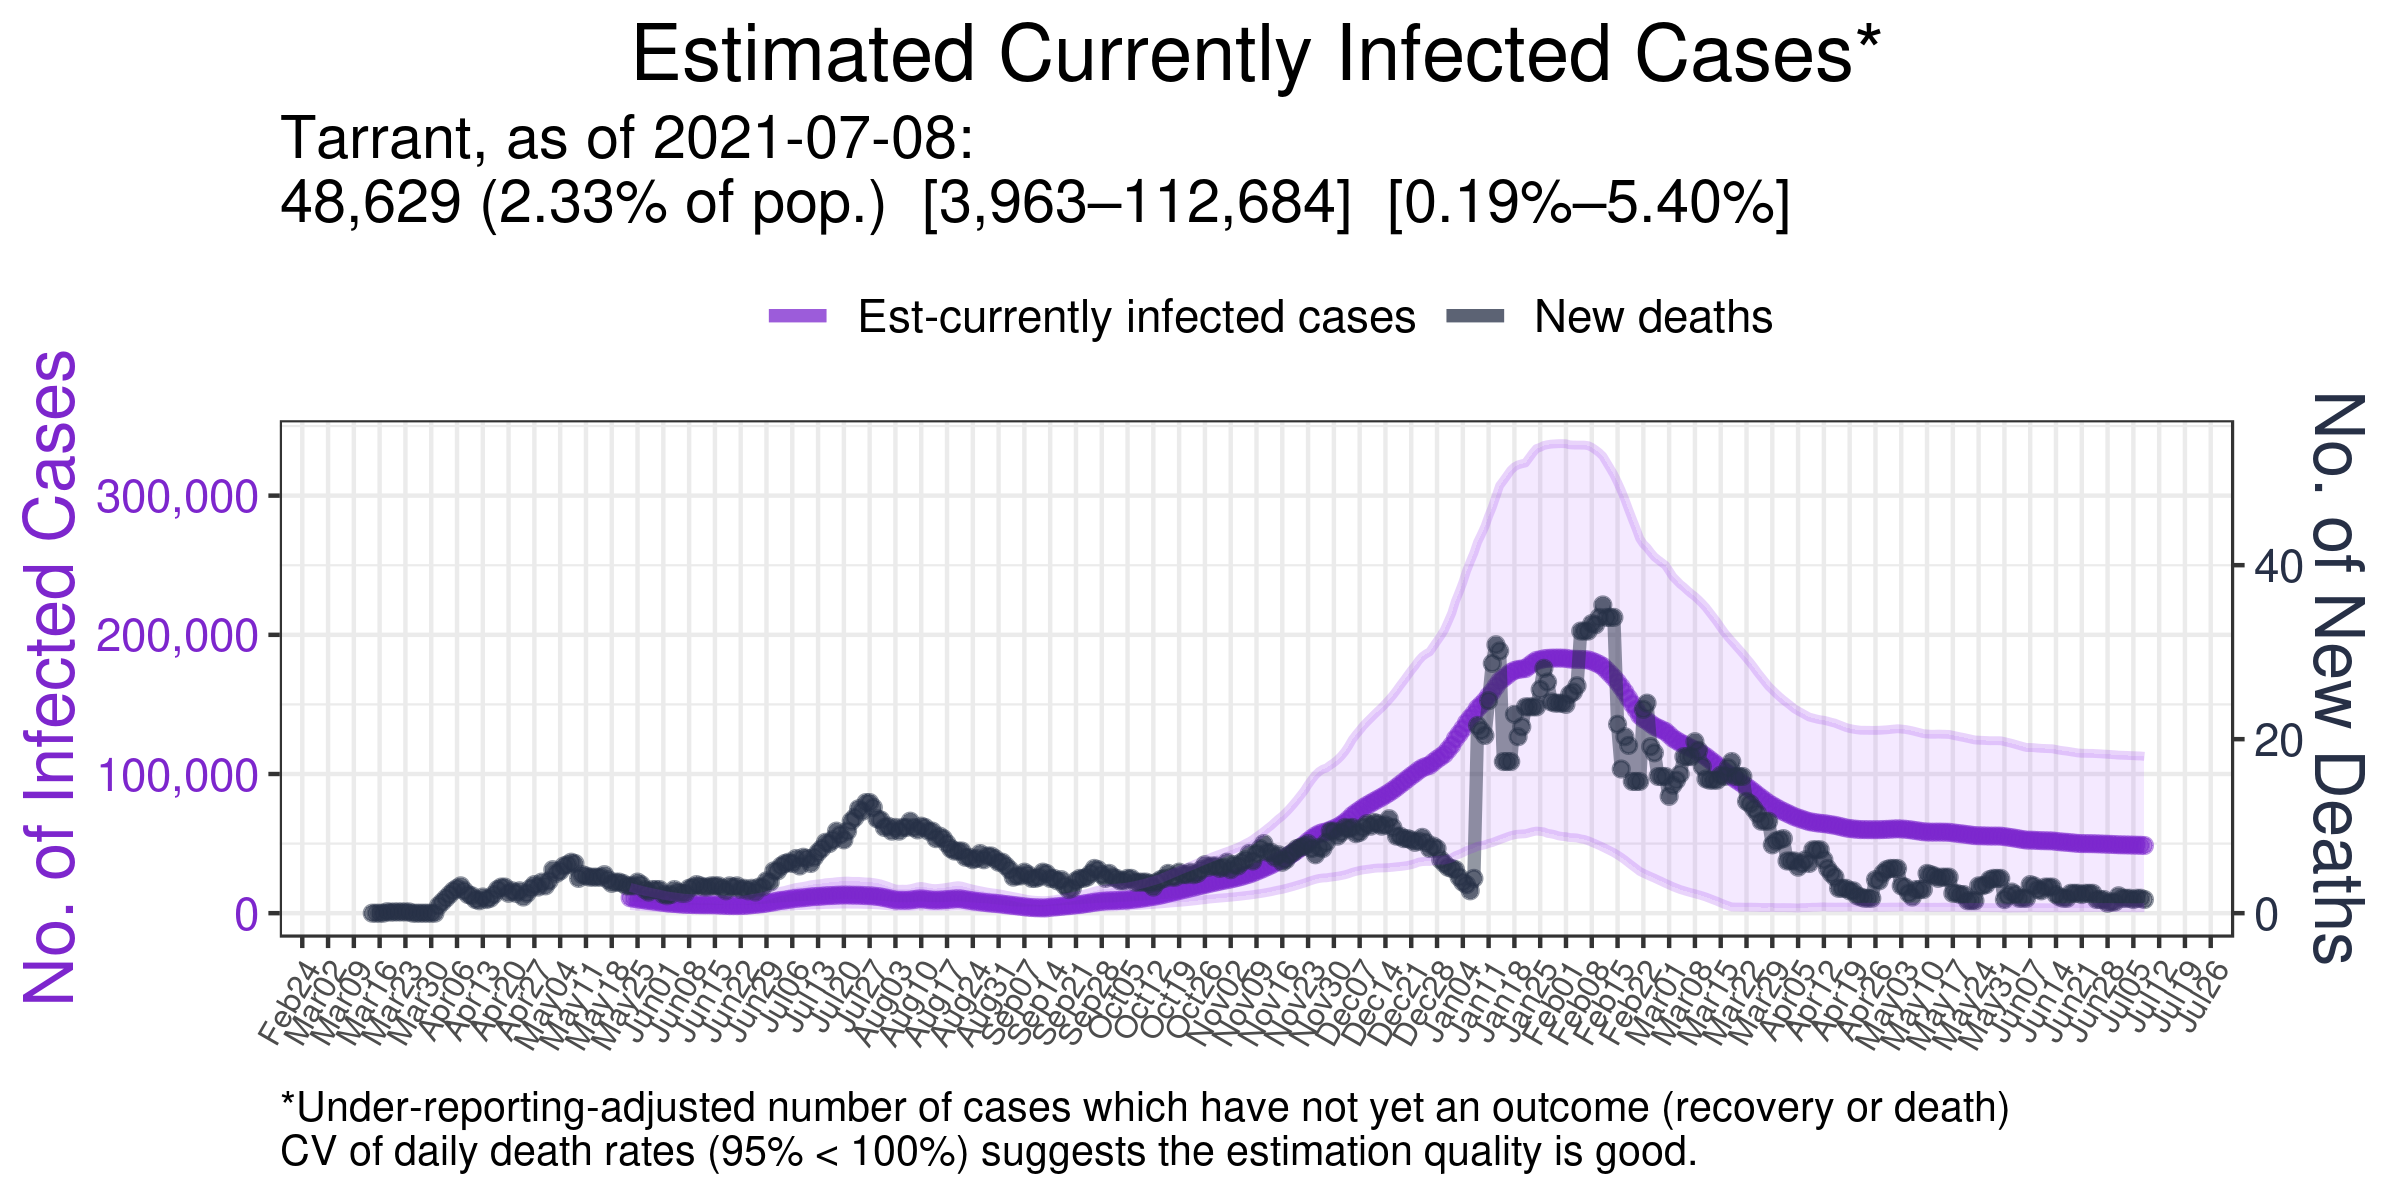 Estimated Currently Infected Cases*
Tarrant, as of 2021-07-08:
48,629 (2.33% of pop.) [3,963–112,684] [0.19%–5.40%]
Est-currently infected cases
New deaths
No. of Infected Cases
300,000
200,000
100,000
0
No. of New Deaths
40
20
0
Feb24
Mar02
Mar09
Mar16
Mar23
Mar30
Apr06
Apr13
Apr20
Apr27
May04
May11
May18
May25
Jun01
Jun08
Jun15
Jun22
Jun29
Jul06
Jul13
Jul20
Jul27
Aug03
Aug10
Aug17
Aug24
Aug31
Sep07
Sep14
Sep21
Sep28
Oct05
Oct12
Oct19
Oct26
Nov02
Nov09
Nov16
Nov23
Nov30
Dec07
Dec14
Dec21
Dec28
Jan04
Jan11
Jan18
Jan25
Feb01
Feb08
Feb15
Feb22
Mar01
Mar08
Mar15
Mar22
Mar29
Apr05
Apr12
Apr19
Apr26
May03
May10
May17
May24
May31
Jun07
Jun14
Jun21
Jun28
Jul05
Jul12
Jul19
Jul26
*Under-reporting-adjusted number of cases which have not yet an outcome (recovery or death)
CV of daily death rates (95% < 100%) suggests the estimation quality is good.